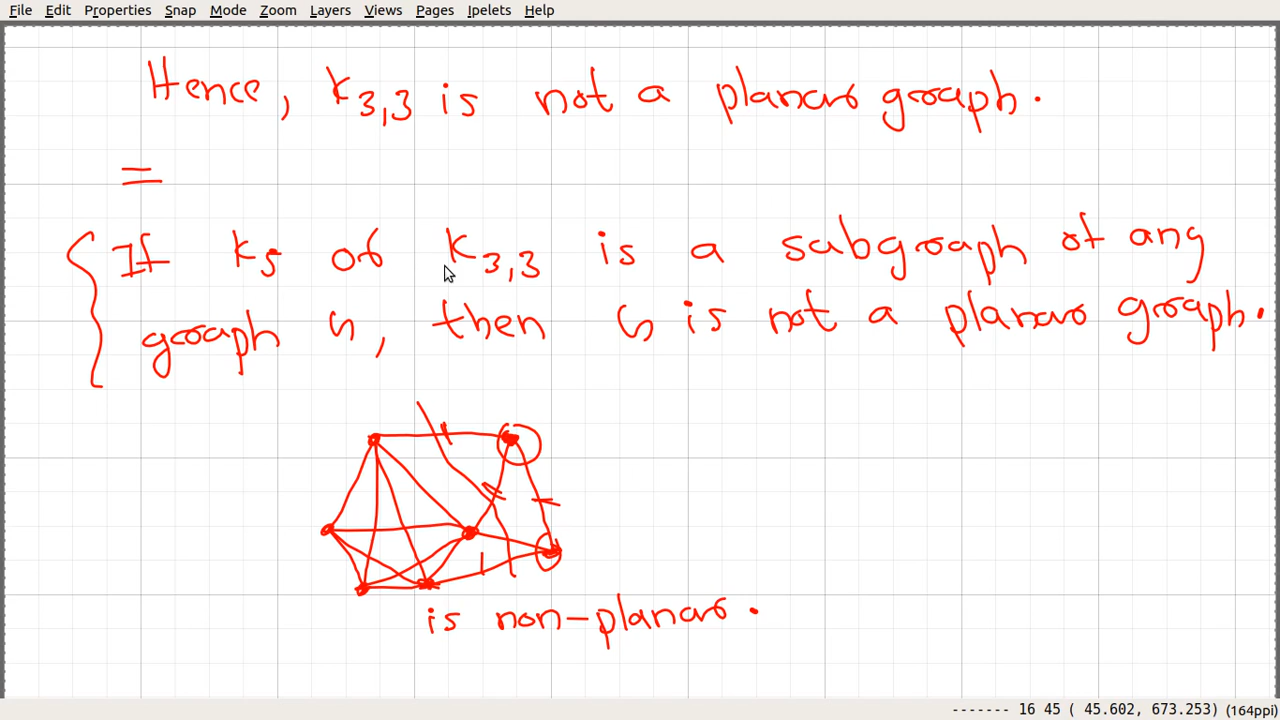 File Edit Properties Snap Mode Zoom Layers Views Pages Ipelets Help
Hence, K3,3 is not a planar graph.
=
If K5 or K3,3 is a subgraph of any
graph G, then G is not a planar graph.
is non-planar.
------- 16 45 ( 45.602, 673.253) (164ppi)